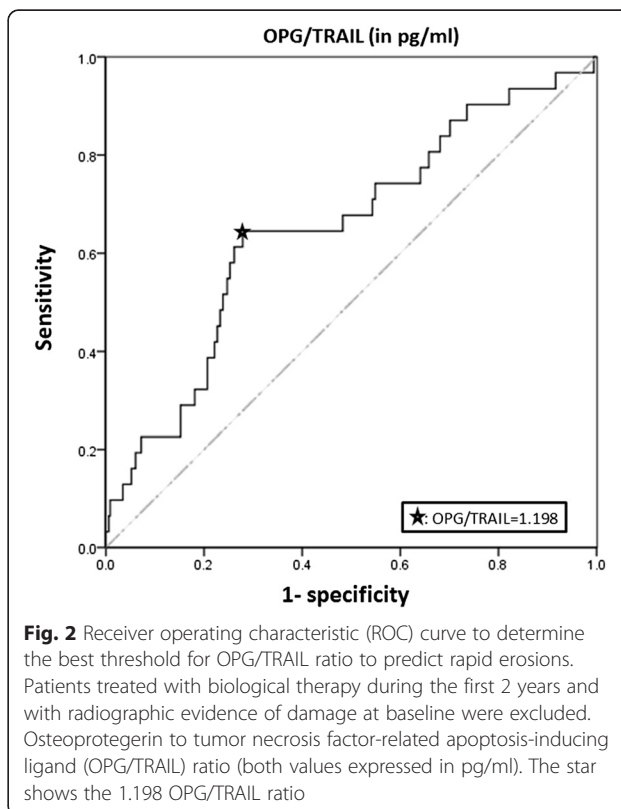 OPG/TRAIL (in pg/ml)
1.0
0.8
0.6
0.4
0.2
0.0
Sensitivity
★: OPG/TRAIL=1.198
0.0 0.2 0.4 0.6 0.8 1.0
1- specificity
Fig. 2 Receiver operating characteristic (ROC) curve to determine
the best threshold for OPG/TRAIL ratio to predict rapid erosions.
Patients treated with biological therapy during the first 2 years and
with radiographic evidence of damage at baseline were excluded.
Osteoprotegerin to tumor necrosis factor-related apoptosis-inducing
ligand (OPG/TRAIL) ratio (both values expressed in pg/ml). The star
shows the 1.198 OPG/TRAIL ratio